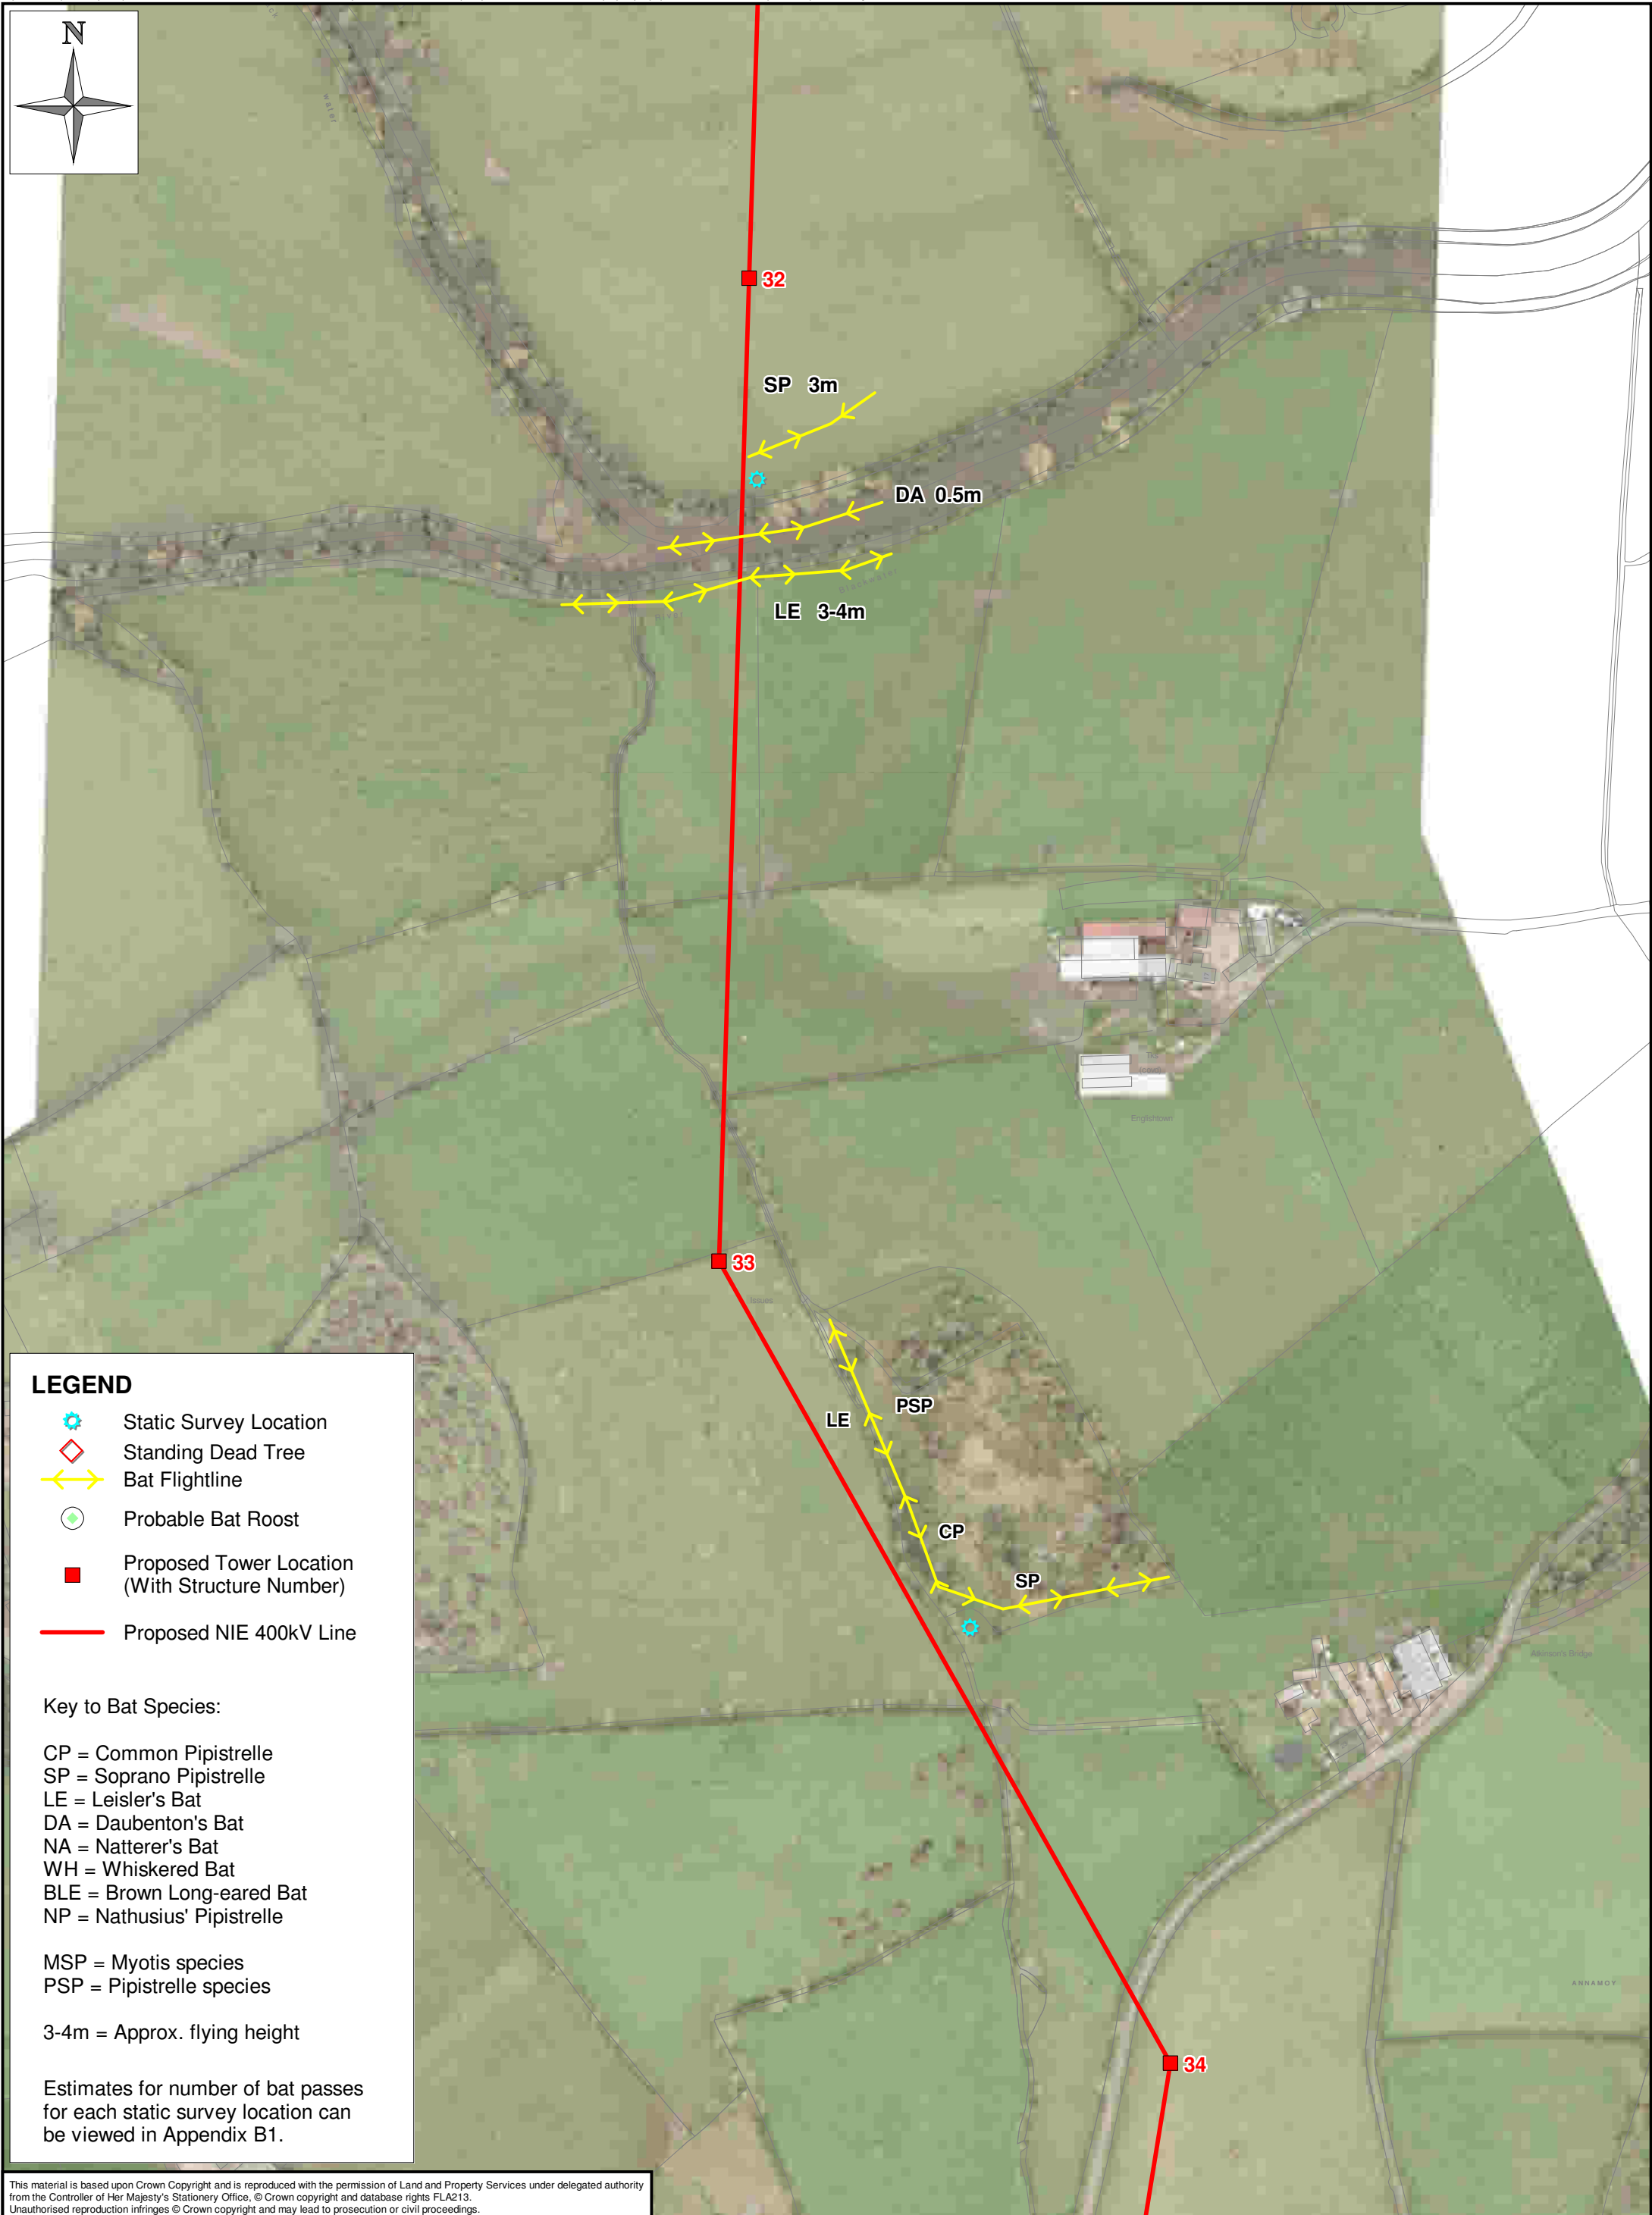 N
Water
32
SP 3m
DA 0.5m
Blackwater
LE 3-4m
Englishtown
33
Issues
PSP
LE
CP
SP
ANNAMOY
34
LEGEND
Static Survey Location
Standing Dead Tree
Bat Flightline
Probable Bat Roost
Proposed Tower Location
(With Structure Number)
Proposed NIE 400kV Line
Key to Bat Species:
CP = Common Pipistrelle
SP = Soprano Pipistrelle
LE = Leisler's Bat
DA = Daubenton's Bat
NA = Natterer's Bat
WH = Whiskered Bat
BLE = Brown Long-eared Bat
NP = Nathusius' Pipistrelle
MSP = Myotis species
PSP = Pipistrelle species
3-4m = Approx. flying height
Estimates for number of bat passes
for each static survey location can
be viewed in Appendix B1.
This material is based upon Crown Copyright and is reproduced with the permission of Land and Property Services under delegated authority
from the Controller of Her Majesty's Stationery Office, © Crown copyright and database rights FLA213.
Unauthorised reproduction infringes © Crown copyright and may lead to prosecution or civil proceedings.